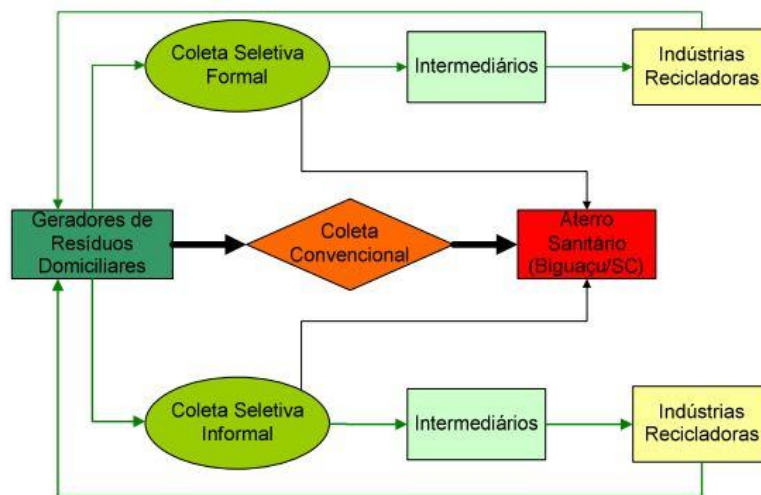 Coleta Seletiva
Formal
Intermediários
Indústrias
Recicladoras
Geradores de
Resíduos
Domiciliares
Coleta
Convencional
Aterro
Sanitário
(Biguaçu/SC)
Coleta Seletiva
Informal
Intermediários
Indústrias
Recicladoras